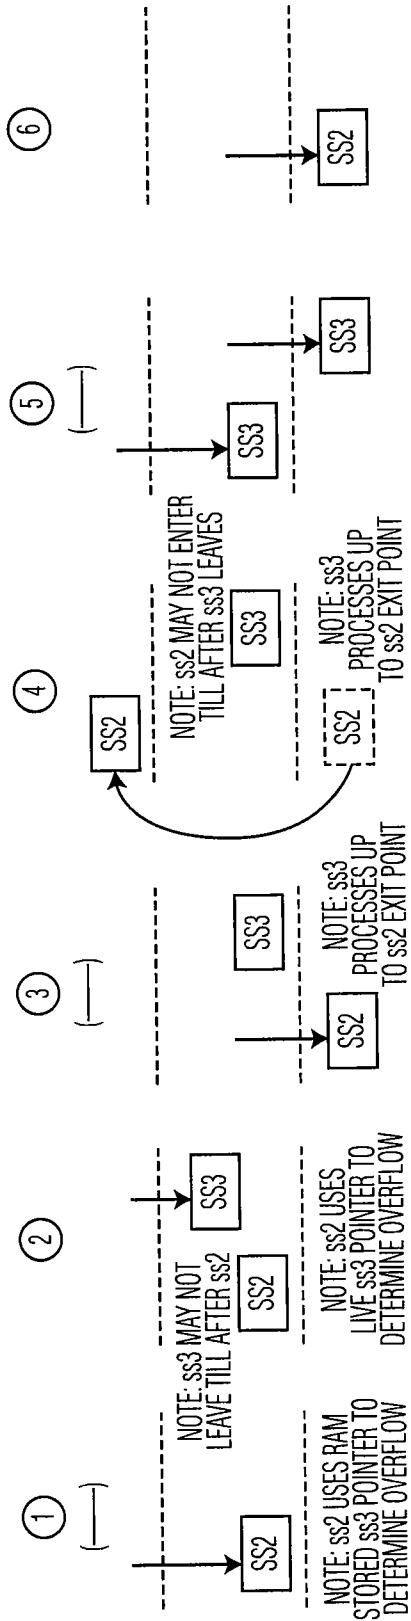 1
( — )
SS2
NOTE: ss2 USES RAM
STORED ss3 POINTER TO
DETERMINE OVERFLOW
2
NOTE: ss3 MAY NOT
LEAVE TILL AFTER ss2
SS3
SS2
NOTE: ss2 USES
LIVE ss3 POINTER TO
DETERMINE OVERFLOW
3
( — )
SS3
SS2
NOTE: ss3
PROCESSES UP
TO ss2 EXIT POINT
4
SS2
NOTE: ss2 MAY NOT ENTER
TILL AFTER ss3 LEAVES
SS3
SS2
NOTE: ss3
PROCESSES UP
TO ss2 EXIT POINT
5
( — )
SS3
SS3
6
SS2